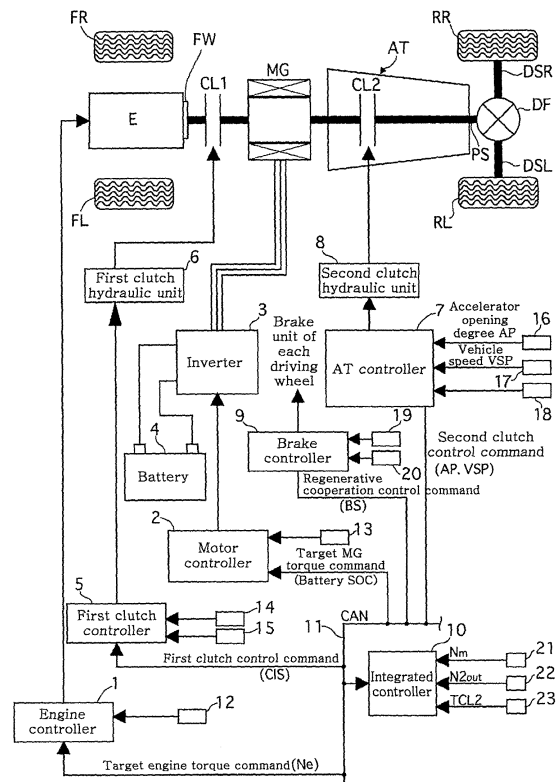 FR
FW
CL1
MG
AT
CL2
RR
DSR
DF
PS
DSL
E
FL
RL
6
First clutch
hydraulic unit
8
Second clutch
hydraulic unit
3
Inverter
Brake
unit of
each
driving
wheel
7
AT controller
Accelerator
opening
degree AP
Vehicle
speed VSP
16
17
18
4
Battery
9
Brake
controller
19
20
Second clutch
control command
(AP, VSP)
Regenerative
cooperation control command
(BS)
2
Motor
controller
13
Target MG
torque command
(Battery SOC)
5
First clutch
controller
14
15
11
CAN
10
First clutch control command
(CIS)
Integrated
controller
Nm
21
N2out
22
TCL2
23
1
Engine
controller
12
Target engine torque command(Ne)